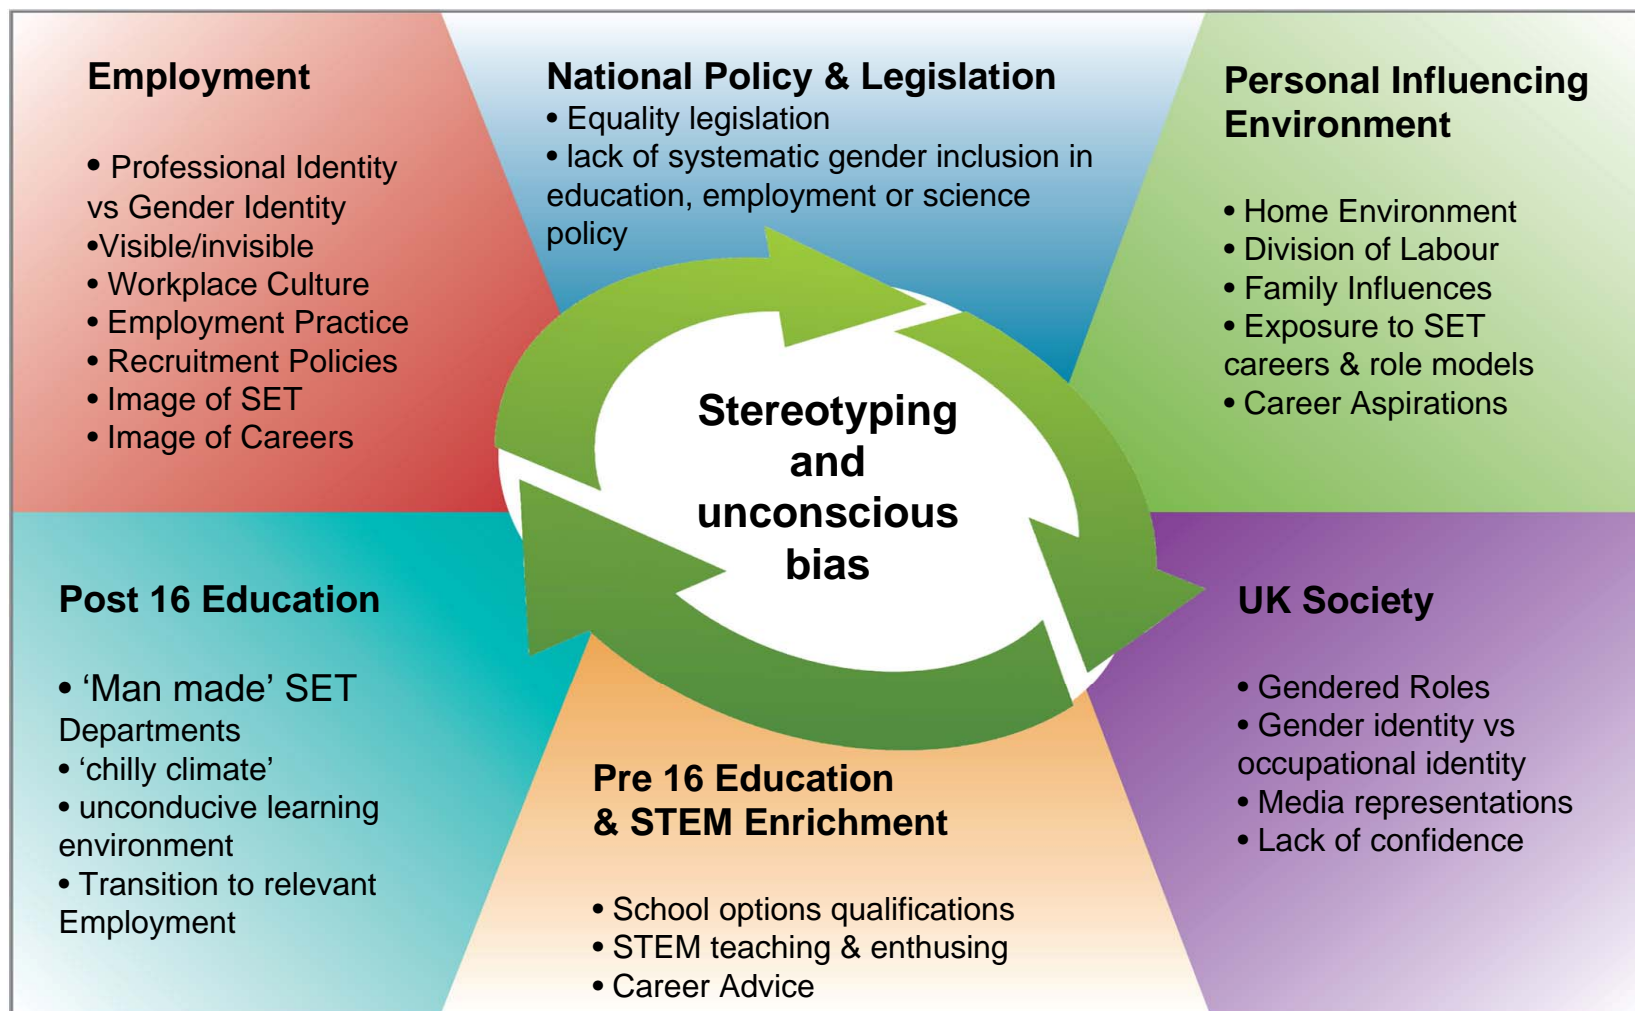 Employment
• Professional Identity
vs Gender Identity
•Visible/invisible
• Workplace Culture
• Employment Practice
• Recruitment Policies
• Image of SET
• Image of Careers
National Policy & Legislation
• Equality legislation
• lack of systematic gender inclusion in
education, employment or science
policy
Personal Influencing
Environment
• Home Environment
• Division of Labour
• Family Influences
• Exposure to SET
careers & role models
• Career Aspirations
Stereotyping
and
unconscious
bias
Post 16 Education
• ‘Man made’ SET
Departments
• ‘chilly climate’
• unconducive learning
environment
• Transition to relevant
Employment
Pre 16 Education
& STEM Enrichment
• School options qualifications
• STEM teaching & enthusing
• Career Advice
UK Society
• Gendered Roles
• Gender identity vs
occupational identity
• Media representations
• Lack of confidence